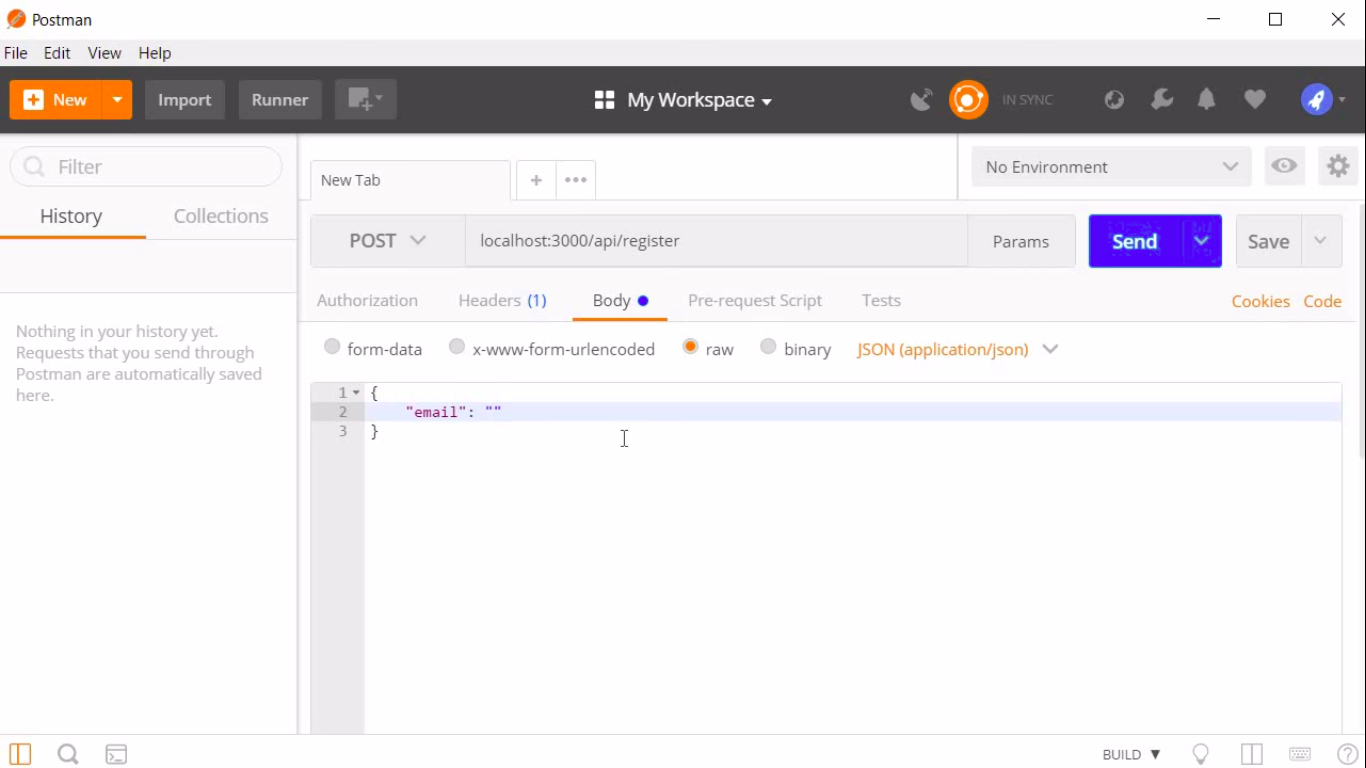 Postman
File Edit View Help
New Import Runner My Workspace IN SYNC
Filter
History Collections
Nothing in your history yet.
Requests that you send through
Postman are automatically saved
here.
New Tab + ••• No Environment
POST localhost:3000/api/register Params Send Save
Authorization Headers (1) Body Pre-request Script Tests Cookies Code
form-data x-www-form-urlencoded raw binary JSON (application/json)
1 {
2 "email": ""
3 }
BUILD ▼